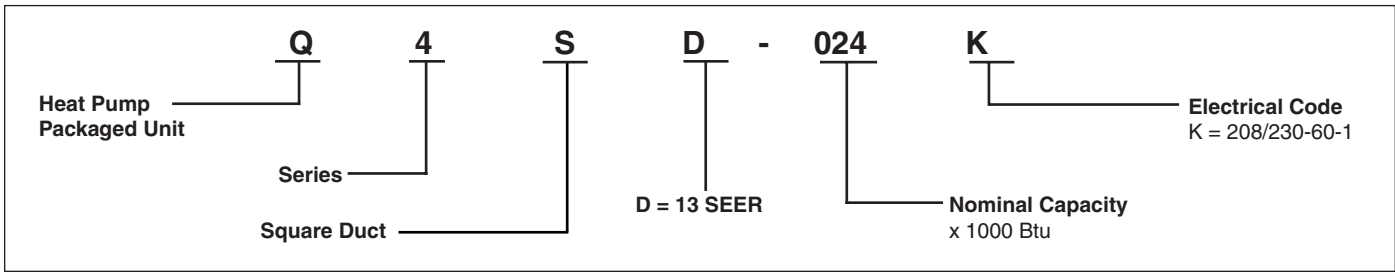 Q 4 S D - 024 K
Heat Pump
Packaged Unit
Electrical Code
K = 208/230-60-1
Series
D = 13 SEER
Nominal Capacity
x 1000 Btu
Square Duct